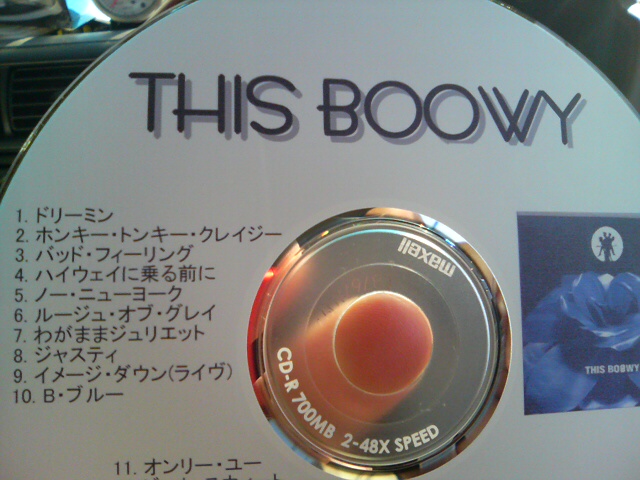 THIS BOOWY
1. ドリーミン
2. ホンキー・トンキー・クレイジー
3. バッド・フィーリング
4. ハイウェイに乗る前に
5. ノー・ニューヨーク
6. ルージュ・オブ・グレイ
7. わがままジュリエット
8. ジャスティ
9. イメージ・ダウン(ライヴ)
10. B・ブルー
11. オンリー・ユー
maxell
CD-R 700MB 2-48X SPEED
THIS BOØWY